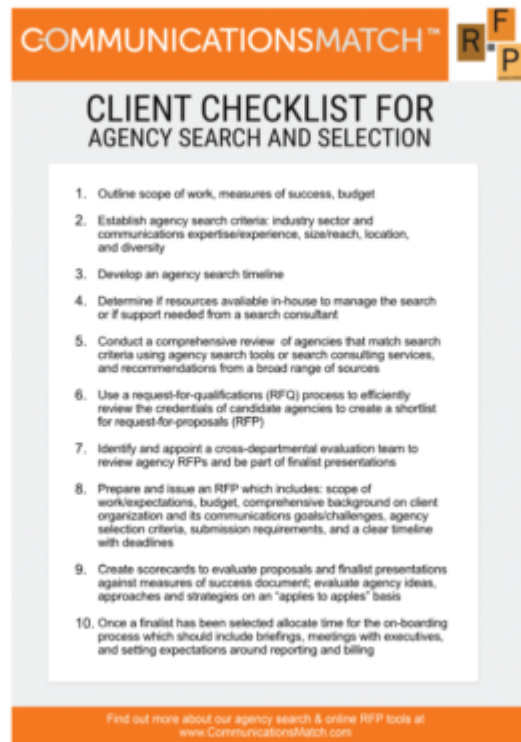 COMMUNICATIONSMATCH™
R F P
CLIENT CHECKLIST FOR
AGENCY SEARCH AND SELECTION
1. Outline scope of work, measures of success, budget
2. Establish agency search criteria: industry sector and
communications expertise/experience, size/reach, location,
and diversity
3. Develop an agency search timeline
4. Determine if resources available in-house to manage the search
or if support needed from a search consultant
5. Conduct a comprehensive review of agencies that match search
criteria using agency search tools or search consulting services,
and recommendations from a broad range of sources
6. Use a request-for-qualifications (RFQ) process to efficiently
review the credentials of candidate agencies to create a shortlist
for request-for-proposals (RFP)
7. Identify and appoint a cross-departmental evaluation team to
review agency RFPs and be part of finalist presentations
8. Prepare and issue an RFP which includes: scope of
work/expectations, budget, comprehensive background on client
organization and its communications goals/challenges, agency
selection criteria, submission requirements, and a clear timeline
with deadlines
9. Create scorecards to evaluate proposals and finalist presentations
against measures of success document; evaluate agency ideas,
approaches and strategies on an "apples to apples" basis
10. Once a finalist has been selected allocate time for the on-boarding
process which should include briefings, meetings with executives,
and setting expectations around reporting and billing
Find out more about our agency search & online RFP tools at
www.CommunicationsMatch.com